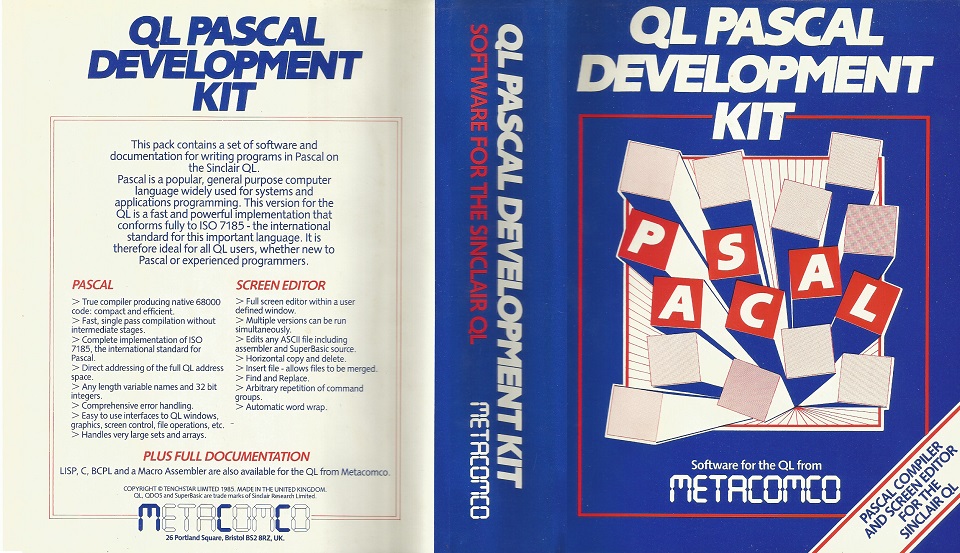 QL PASCAL
DEVELOPMENT
KIT
This pack contains a set of software and
documentation for writing programs in Pascal on
the Sinclair QL.
Pascal is a popular, general purpose computer
language widely used for systems and
applications programming. This version for the
QL is a fast and powerful implementation that
conforms fully to ISO 7185 - the international
standard for this important language. It is
therefore ideal for all QL users, whether new to
Pascal or experienced programmers.
PASCAL
> True compiler producing native 68000
code: compact and efficient.
> Fast, single pass compilation without
intermediate stages.
> Complete implementation of ISO
7185, the international standard for
Pascal.
> Direct addressing of the full QL address
space.
> Any length variable names and 32 bit
integers.
> Comprehensive error handling.
> Easy to use interfaces to QL windows,
graphics, screen control, file operations, etc.
> Handles very large sets and arrays.
SCREEN EDITOR
> Full screen editor within a user
defined window.
> Multiple versions can be run
simultaneously.
> Edits any ASCII file including
assembler and SuperBasic source.
> Horizontal copy and delete.
> Insert file - allows files to be merged.
> Find and Replace.
> Arbitrary repetition of command
groups.
> Automatic word wrap.
PLUS FULL DOCUMENTATION
LISP, C, BCPL and a Macro Assembler are also available for the QL from Metacomco.
COPYRIGHT © TENCHSTAR LIMITED 1985. MADE IN THE UNITED KINGDOM.
QL, QDOS and SuperBasic are trade marks of Sinclair Research Limited.
METACOMCO
26 Portland Square, Bristol BS2 8RZ, UK.
QL PASCAL DEVELOPMENT KIT
SOFTWARE FOR THE SINCLAIR QL
METACOMCO
QL PASCAL
DEVELOPMENT
KIT
PASCAL
Software for the QL from
METACOMCO
PASCAL COMPILER
AND SCREEN EDITOR
FOR THE
SINCLAIR QL